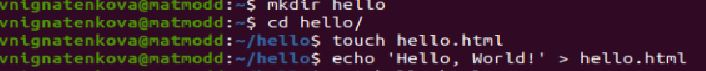 vnignatenkova@matmodd:~$ mkdir hello
vnignatenkova@matmodd:~$ cd hello/
vnignatenkova@matmodd:~/hello$ touch hello.html
vnignatenkova@matmodd:~/hello$ echo 'Hello, World!' > hello.html